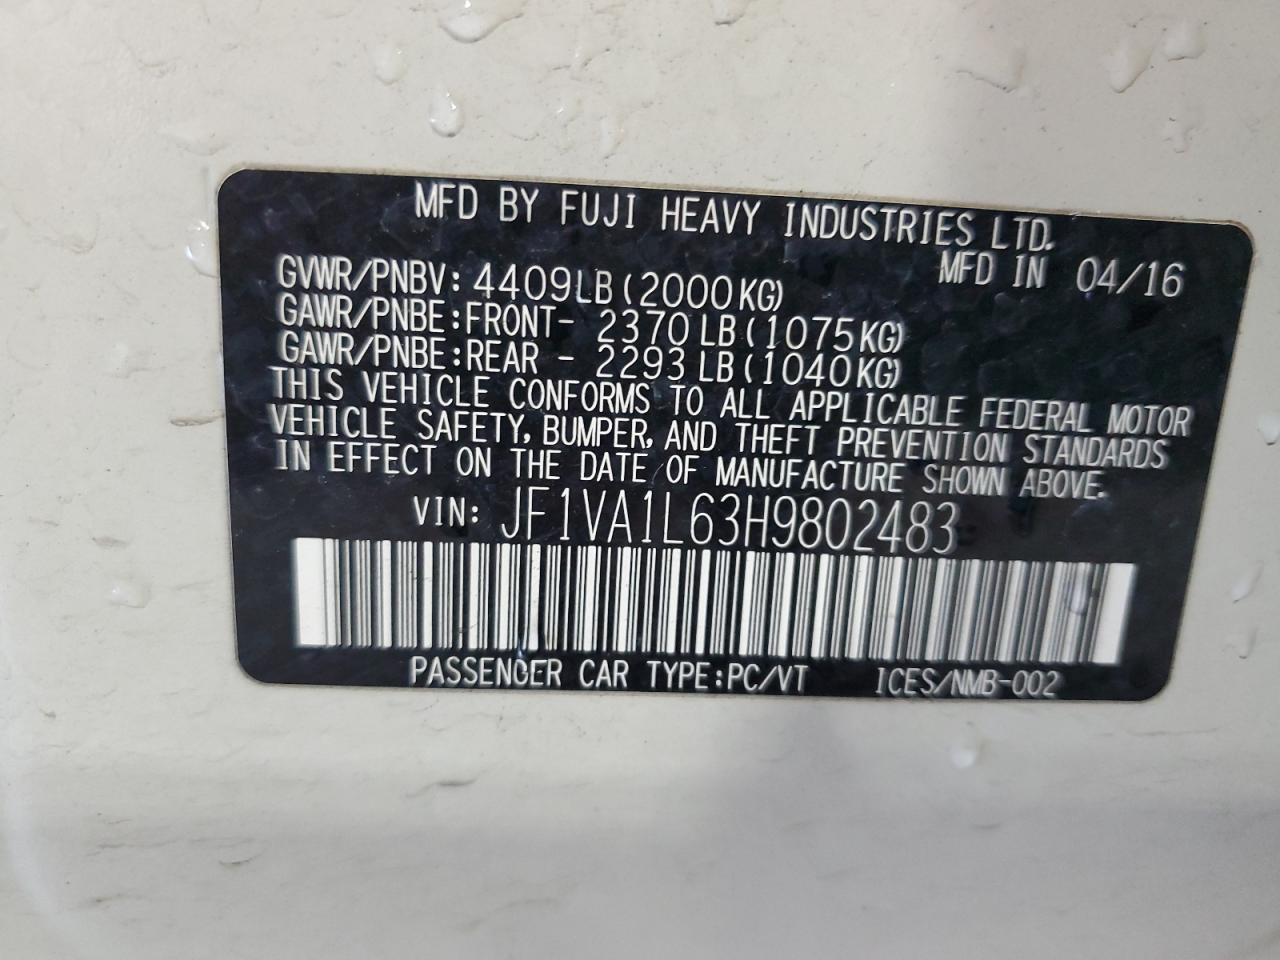 MFD BY FUJI HEAVY INDUSTRIES LTD.
MFD IN 04/16
GVWR/PNBV: 4409LB (2000KG)
GAWR/PNBE:FRONT- 2370 LB (1075KG)
GAWR/PNBE:REAR - 2293 LB (1040KG)
THIS VEHICLE CONFORMS TO ALL APPLICABLE FEDERAL MOTOR
VEHICLE SAFETY, BUMPER, AND THEFT PREVENTION STANDARDS
IN EFFECT ON THE DATE OF MANUFACTURE SHOWN ABOVE.
VIN: JF1VA1L63H9802483
PASSENGER CAR TYPE:PC/VT ICES/NMB-002